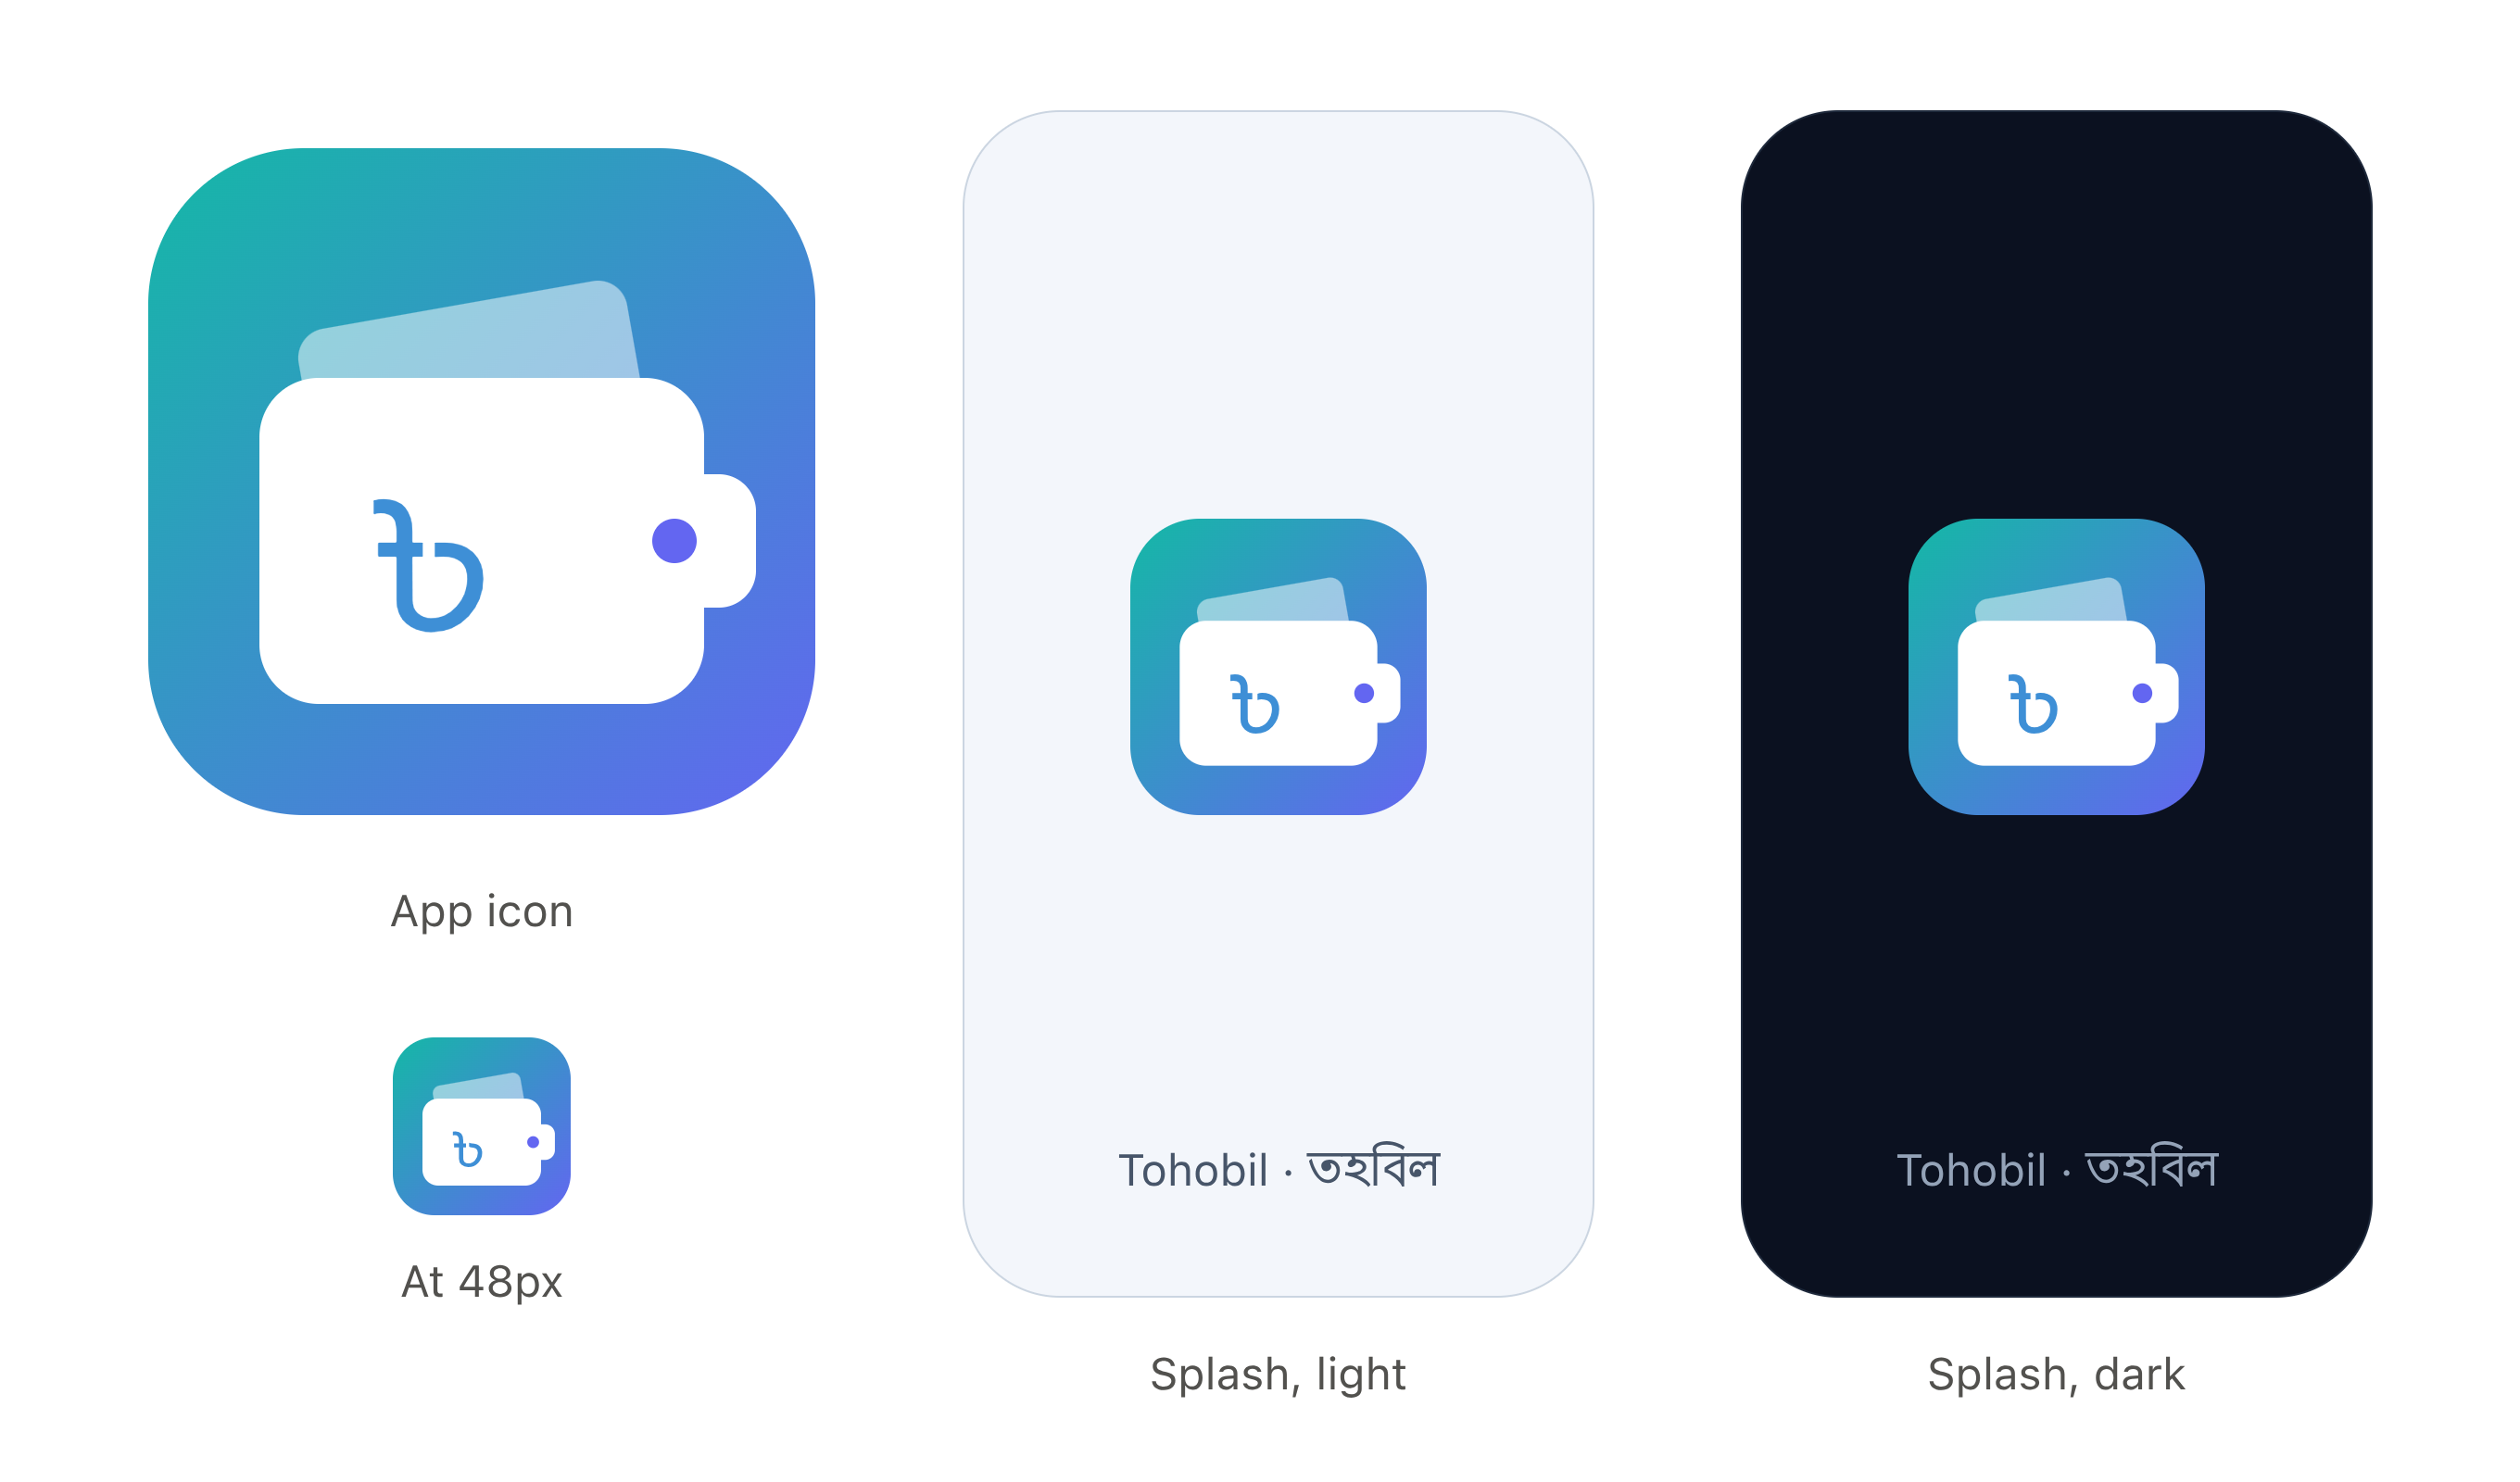 ৳
App icon
৳
At 48px
৳
Tohobil · তহবিল
Splash, light
৳
Tohobil · তহবিল
Splash, dark